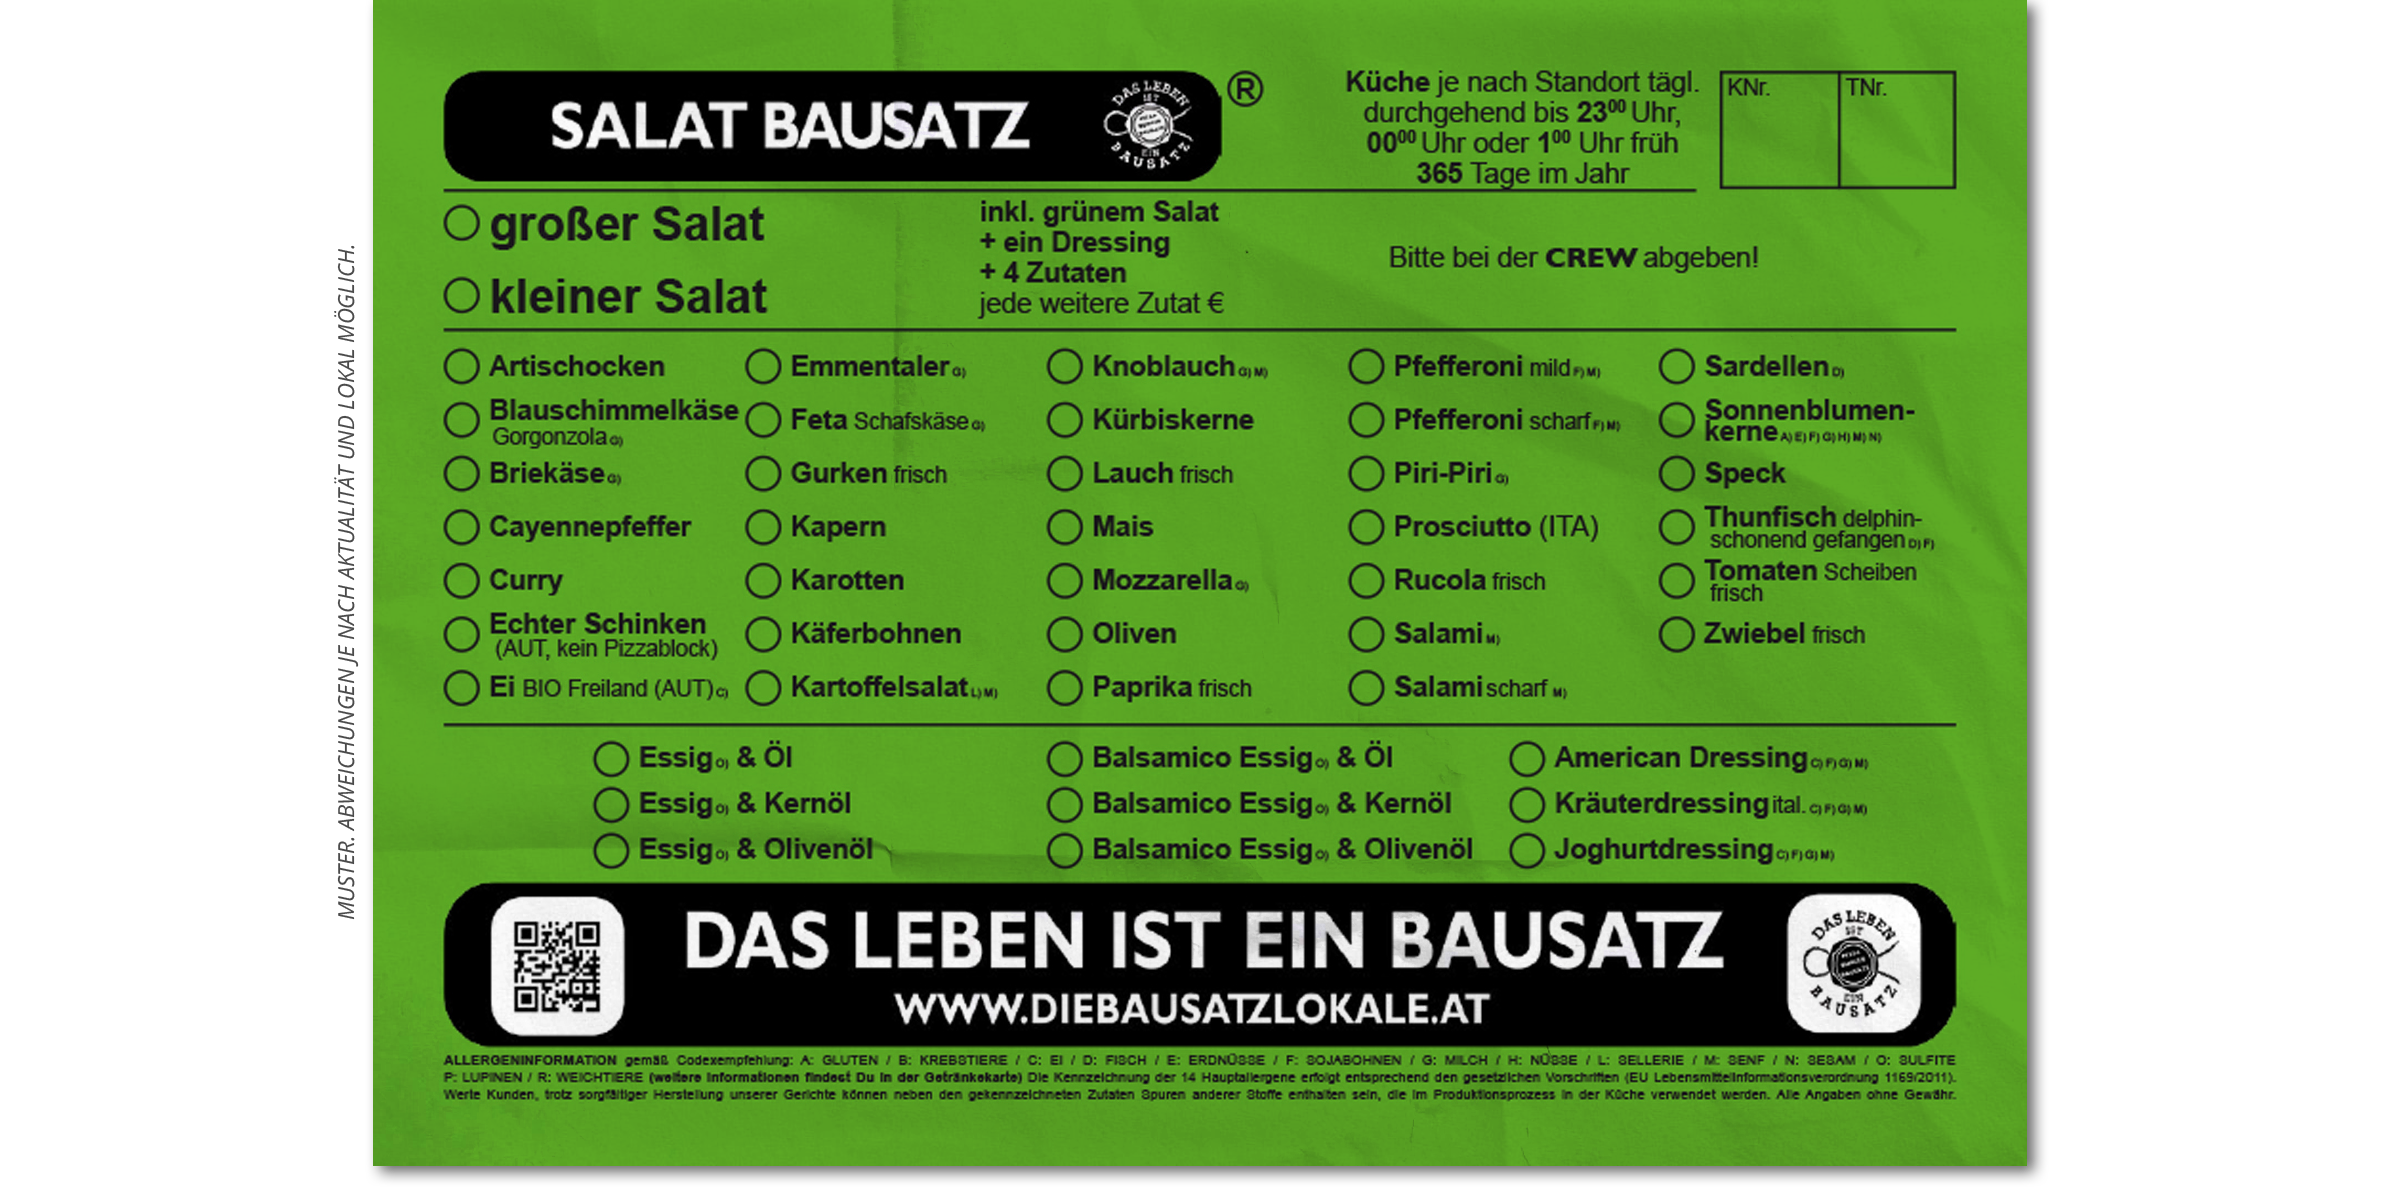 SALAT BAUSATZ
DAS LEBEN IST EIN BAUSATZ
®
Küche je nach Standort tägl.
durchgehend bis 23⁰⁰ Uhr,
00⁰⁰ Uhr oder 1⁰⁰ Uhr früh
365 Tage im Jahr
KNr.
TNr.
großer Salat
kleiner Salat
inkl. grünem Salat
+ ein Dressing
+ 4 Zutaten
jede weitere Zutat €
Bitte bei der CREW abgeben!
Artischocken
Blauschimmelkäse
Gorgonzola G)
Briekäse G)
Cayennepfeffer
Curry
Echter Schinken
(AUT, kein Pizzablock)
Ei BIO Freiland (AUT) C)
Emmentaler G)
Feta Schafskäse G)
Gurken frisch
Kapern
Karotten
Käferbohnen
Kartoffelsalat L) M)
Knoblauch G) M)
Kürbiskerne
Lauch frisch
Mais
Mozzarella G)
Oliven
Paprika frisch
Pfefferoni mild F) M)
Pfefferoni scharf F) M)
Piri-Piri G)
Prosciutto (ITA)
Rucola frisch
Salami M)
Salami scharf M)
Sardellen D)
Sonnenblumen-
kerne A) E) F) G) H) M) N)
Speck
Thunfisch delphin-
schonend gefangen D) F)
Tomaten Scheiben
frisch
Zwiebel frisch
Essig O) & Öl
Essig O) & Kernöl
Essig O) & Olivenöl
Balsamico Essig O) & Öl
Balsamico Essig O) & Kernöl
Balsamico Essig O) & Olivenöl
American Dressing C) F) G) M)
Kräuterdressing ital. C) F) G) M)
Joghurtdressing C) F) G) M)
DAS LEBEN IST EIN BAUSATZ
WWW.DIEBAUSATZLOKALE.AT
DAS LEBEN IST EIN BAUSATZ
ALLERGENINFORMATION gemäß Codexempfehlung: A: GLUTEN / B: KREBSTIERE / C: EI / D: FISCH / E: ERDNÜSSE / F: SOJABOHNEN / G: MILCH / H: NÜSSE / L: SELLERIE / M: SENF / N: SESAM / O: SULFITE
P: LUPINEN / R: WEICHTIERE (weitere Informationen findest Du in der Getränkekarte) Die Kennzeichnung der 14 Hauptallergene erfolgt entsprechend den gesetzlichen Vorschriften (EU Lebensmittelinformationsverordnung 1169/2011).
Werte Kunden, trotz sorgfältiger Herstellung unserer Gerichte können neben den gekennzeichneten Zutaten Spuren anderer Stoffe enthalten sein, die im Produktionsprozess in der Küche verwendet werden. Alle Angaben ohne Gewähr.
MUSTER. ABWEICHUNGEN JE NACH AKTUALITÄT UND LOKAL MÖGLICH.